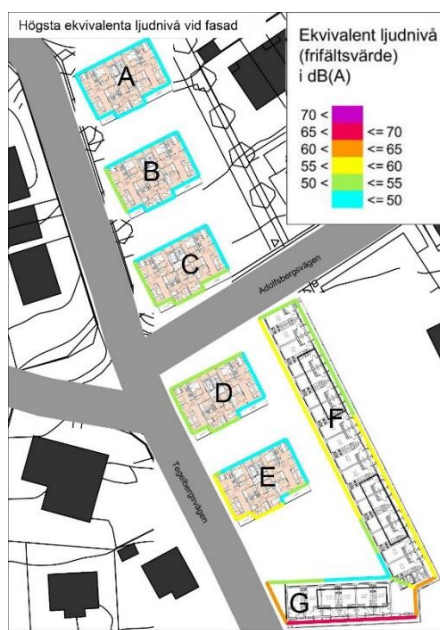 Högsta ekvivalenta ljudnivå vid fasad
Ekvivalent ljudnivå
(frifältsvärde)
i dB(A)
70 <
65 < <= 70
60 < <= 65
55 < <= 60
50 < <= 55
<= 50
A
B
C
Adolfsbergsvägen
D
F
E
Tegelbergsvägen
G